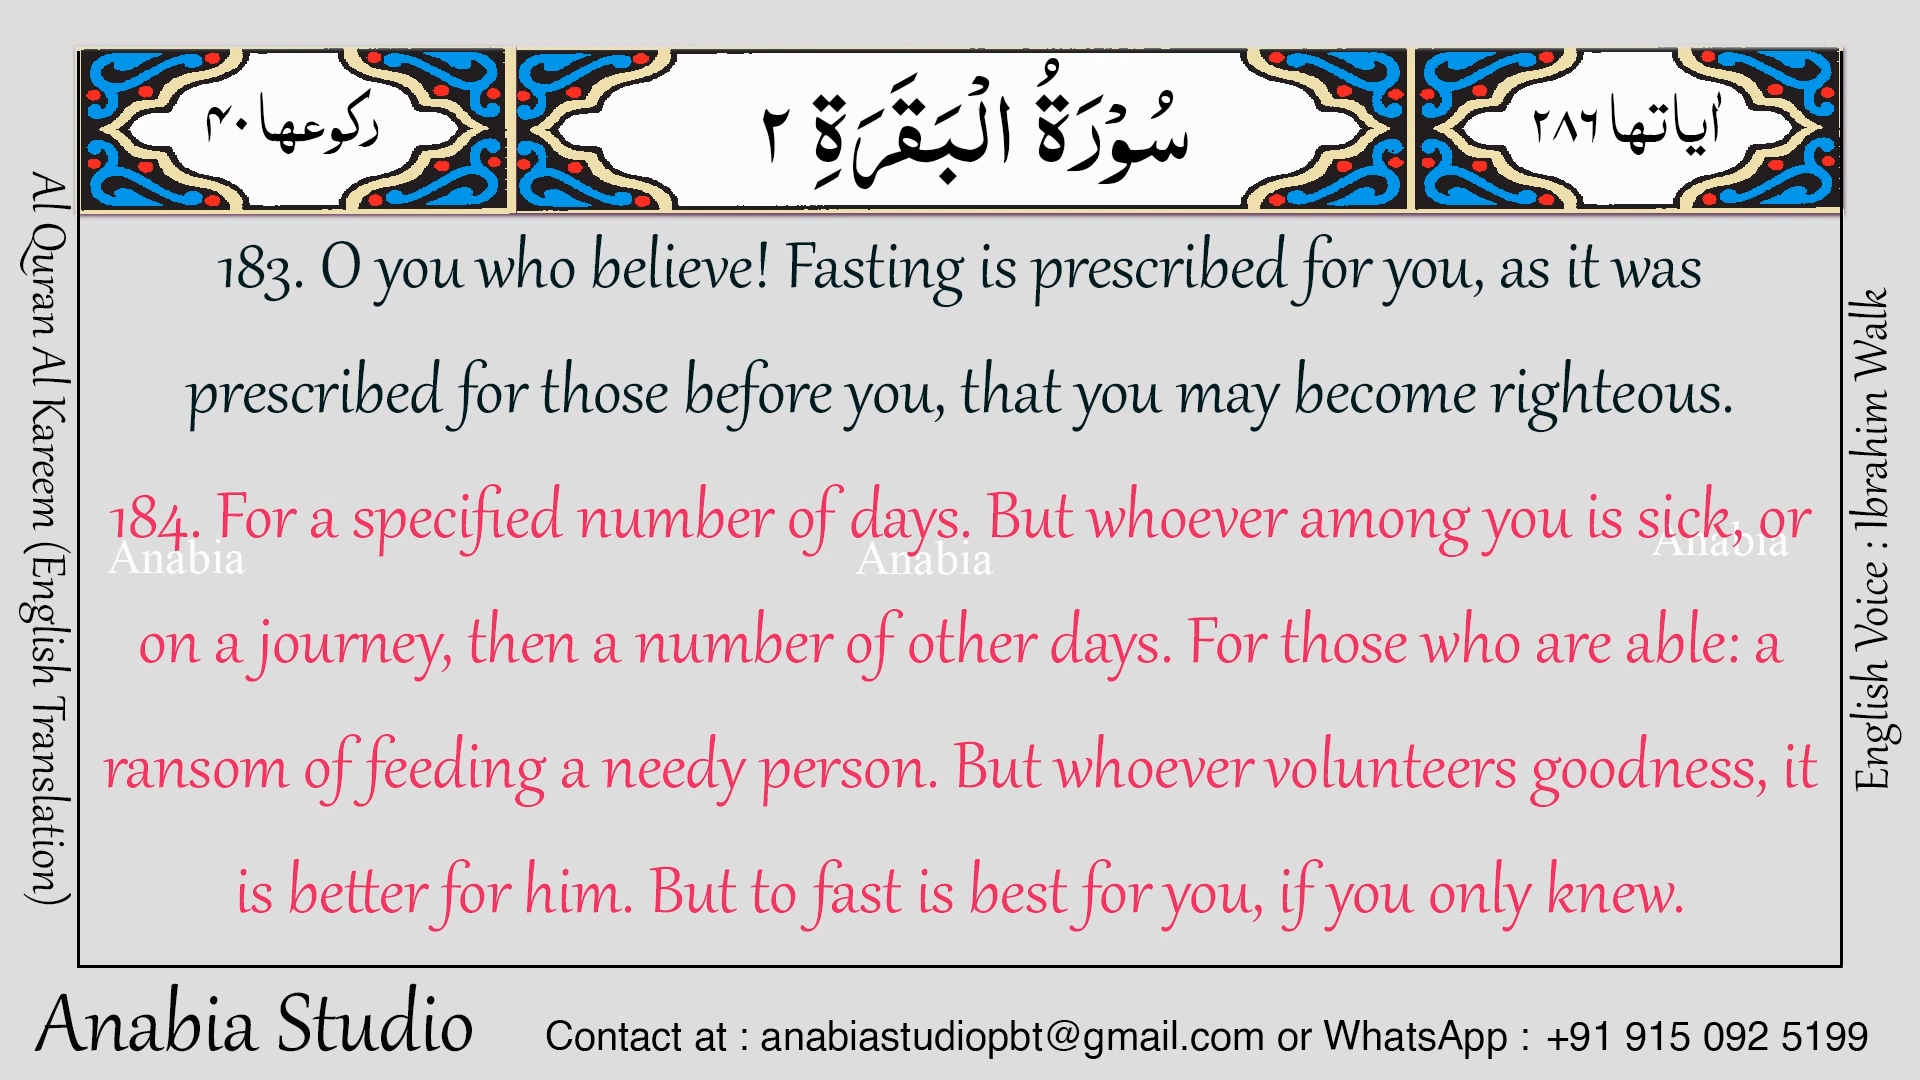 اٰیاتها ٢٨٦
سُوْرَةُ الْبَقَرَةِ ٢
رکوعها ۴۰
183. O you who believe! Fasting is prescribed for you, as it was
prescribed for those before you, that you may become righteous.
184. For a specified number of days. But whoever among you is sick, or
on a journey, then a number of other days. For those who are able: a
ransom of feeding a needy person. But whoever volunteers goodness, it
is better for him. But to fast is best for you, if you only knew.
Anabia
Anabia
Anabia
Al Quran Al Kareem (English Translation)
English Voice : Ibrahim Walk
Anabia Studio
Contact at : anabiastudiopbt@gmail.com or WhatsApp : +91 915 092 5199